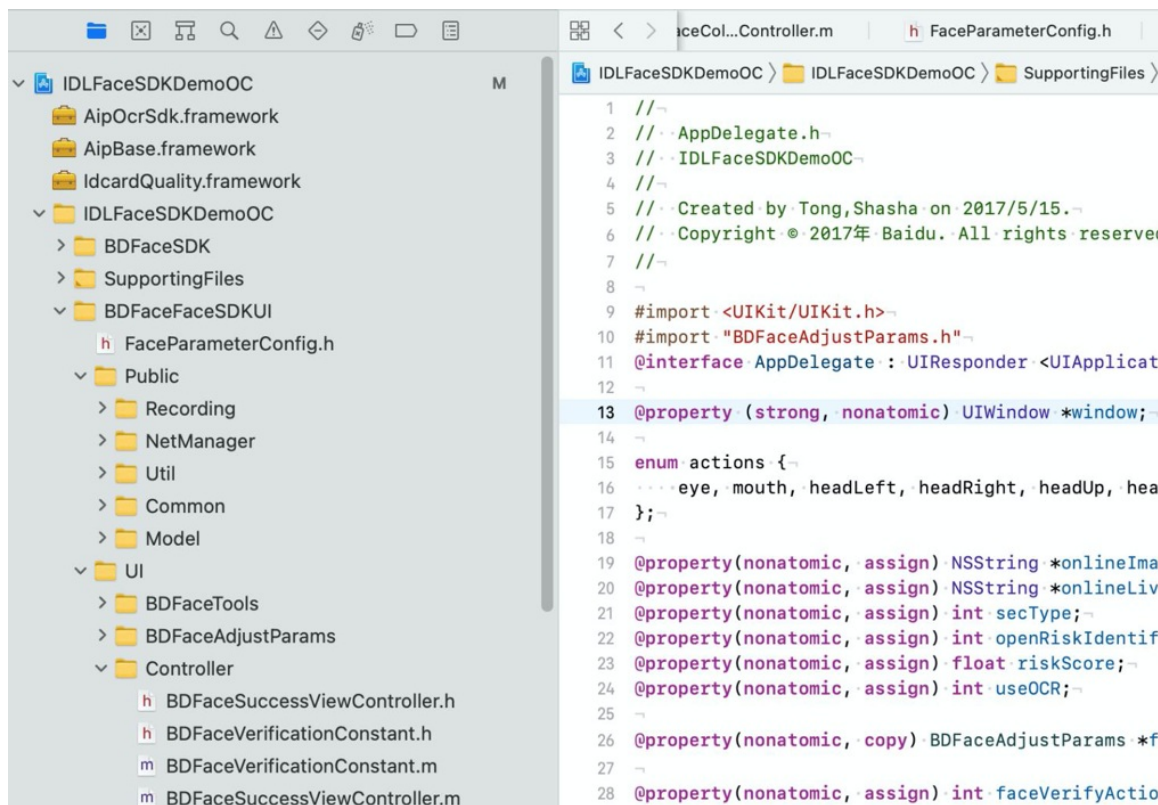 IDLFaceSDKDemoOC M
AipOcrSdk.framework
AipBase.framework
IdcardQuality.framework
IDLFaceSDKDemoOC
BDFaceSDK
SupportingFiles
BDFaceFaceSDKUI
h FaceParameterConfig.h
Public
Recording
NetManager
Util
Common
Model
UI
BDFaceTools
BDFaceAdjustParams
Controller
h BDFaceSuccessViewController.h
h BDFaceVerificationConstant.h
m BDFaceVerificationConstant.m
m BDFaceSuccessViewController.m
aceCol...Controller.m h FaceParameterConfig.h
IDLFaceSDKDemoOC 〉 IDLFaceSDKDemoOC 〉 SupportingFiles 〉
1 //
2 // AppDelegate.h
3 // IDLFaceSDKDemoOC
4 //
5 // Created by Tong,Shasha on 2017/5/15.
6 // Copyright © 2017年 Baidu. All rights reserve
7 //
8
9 #import <UIKit/UIKit.h>
10 #import "BDFaceAdjustParams.h"
11 @interface AppDelegate : UIResponder <UIApplicat
12
13 @property (strong, nonatomic) UIWindow *window;
14
15 enum actions {
16 eye, mouth, headLeft, headRight, headUp, hea
17 };
18
19 @property(nonatomic, assign) NSString *onlineIma
20 @property(nonatomic, assign) NSString *onlineLiv
21 @property(nonatomic, assign) int secType;
22 @property(nonatomic, assign) int openRiskIdentif
23 @property(nonatomic, assign) float riskScore;
24 @property(nonatomic, assign) int useOCR;
25
26 @property(nonatomic, copy) BDFaceAdjustParams *f
27
28 @property(nonatomic, assign) int faceVerifyActio